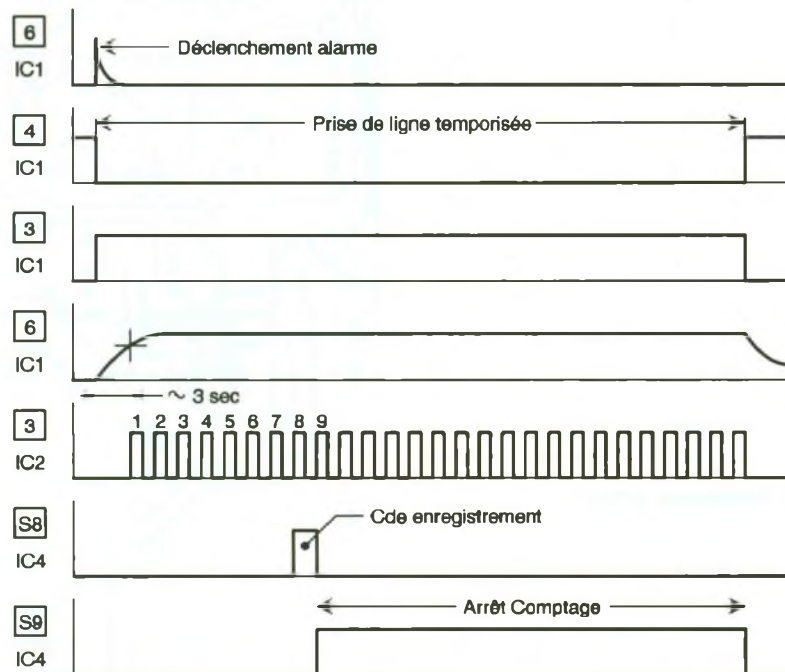 6
IC1
Déclenchement alarme
4
IC1
Prise de ligne temporisée
3
IC1
6
IC1
~ 3 sec
3
IC2
1 2 3 4 5 6 7 8 9
S8
IC4
Cde enregistrement
S9
IC4
Arrêt Comptage